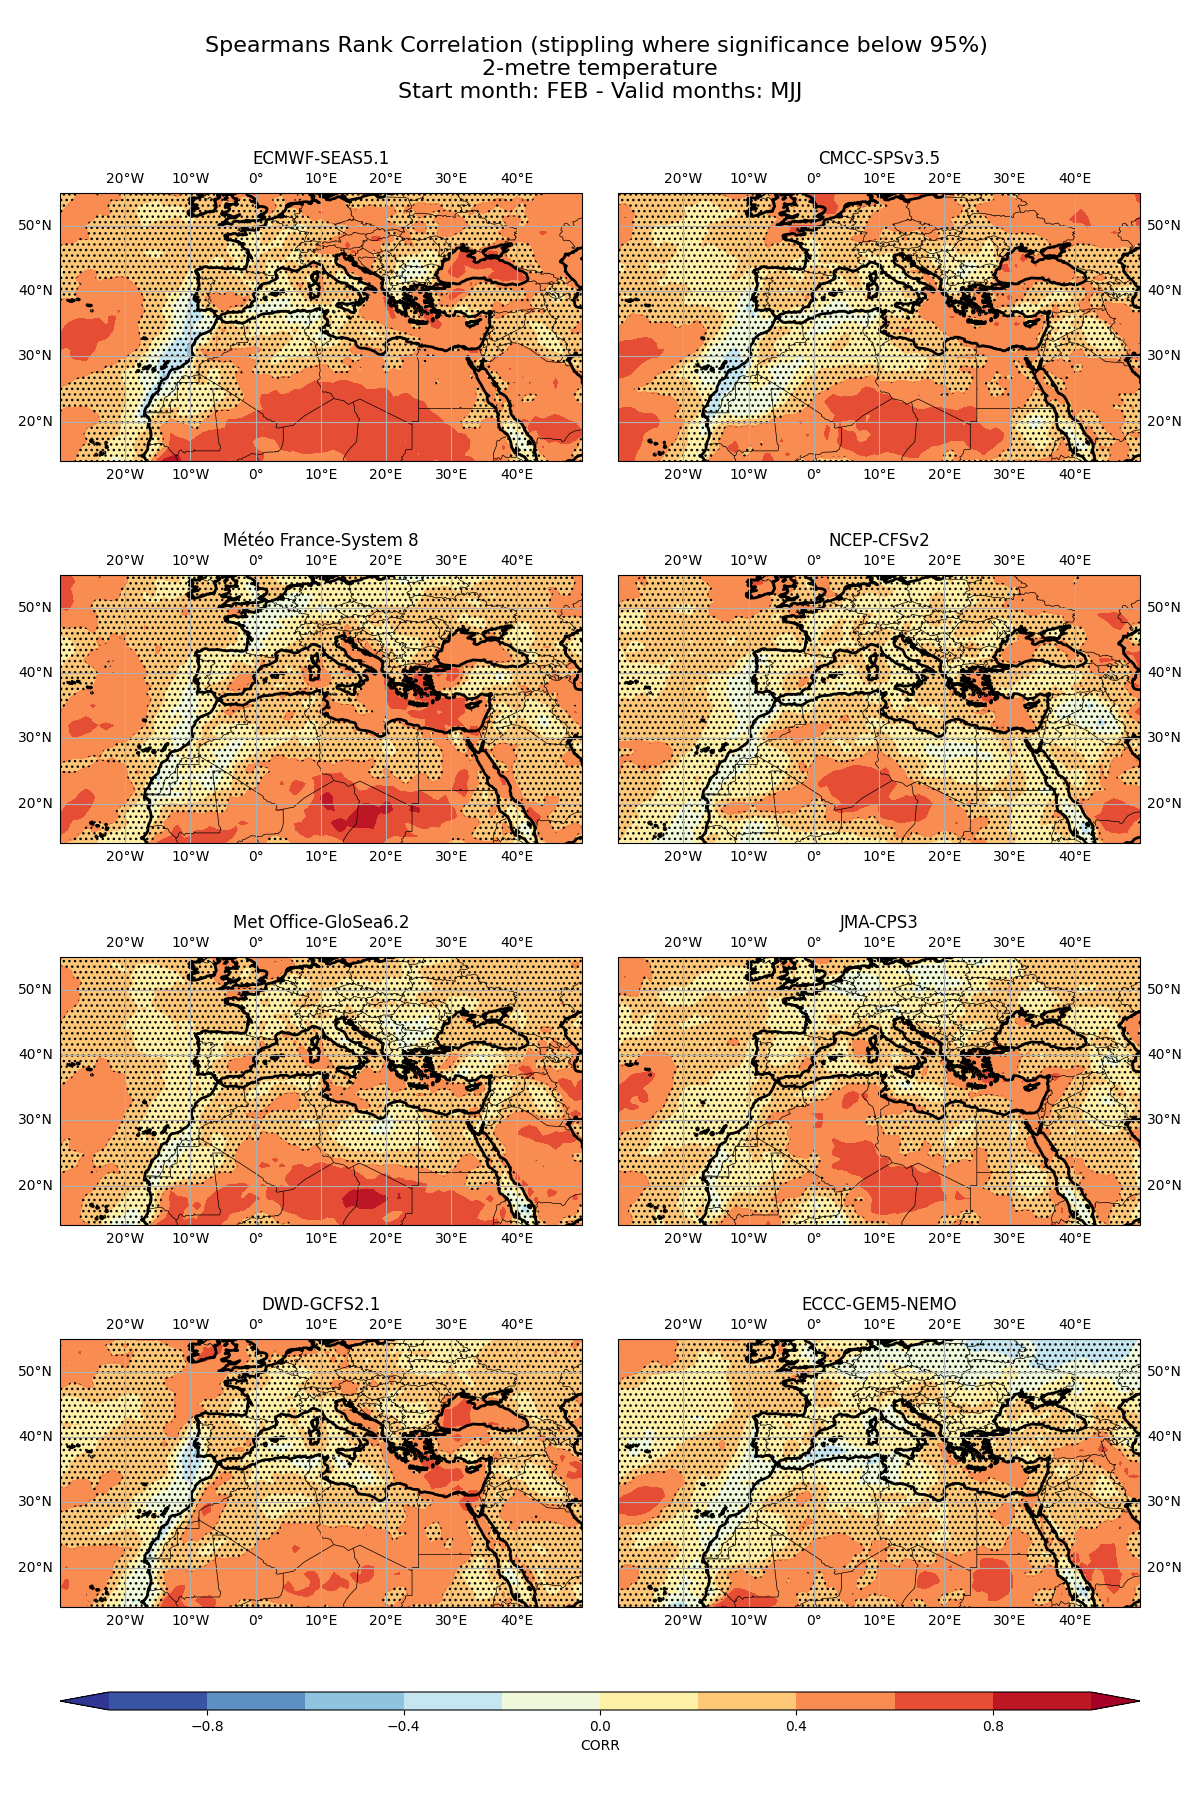 Spearmans Rank Correlation (stippling where significance below 95%)
2-metre temperature
Start month: FEB - Valid months: MJJ
ECMWF-SEAS5.1 CMCC-SPSv3.5
20°W 10°W 0° 10°E 20°E 30°E 40°E 20°W 10°W 0° 10°E 20°E 30°E 40°E
50°N 50°N
40°N 40°N
30°N 30°N
20°N 20°N
20°W 10°W 0° 10°E 20°E 30°E 40°E 20°W 10°W 0° 10°E 20°E 30°E 40°E
Météo France-System 8 NCEP-CFSv2
20°W 10°W 0° 10°E 20°E 30°E 40°E 20°W 10°W 0° 10°E 20°E 30°E 40°E
50°N 50°N
40°N 40°N
30°N 30°N
20°N 20°N
20°W 10°W 0° 10°E 20°E 30°E 40°E 20°W 10°W 0° 10°E 20°E 30°E 40°E
Met Office-GloSea6.2 JMA-CPS3
20°W 10°W 0° 10°E 20°E 30°E 40°E 20°W 10°W 0° 10°E 20°E 30°E 40°E
50°N 50°N
40°N 40°N
30°N 30°N
20°N 20°N
20°W 10°W 0° 10°E 20°E 30°E 40°E 20°W 10°W 0° 10°E 20°E 30°E 40°E
DWD-GCFS2.1 ECCC-GEM5-NEMO
20°W 10°W 0° 10°E 20°E 30°E 40°E 20°W 10°W 0° 10°E 20°E 30°E 40°E
50°N 50°N
40°N 40°N
30°N 30°N
20°N 20°N
20°W 10°W 0° 10°E 20°E 30°E 40°E 20°W 10°W 0° 10°E 20°E 30°E 40°E
−0.8 −0.4 0.0 0.4 0.8
CORR